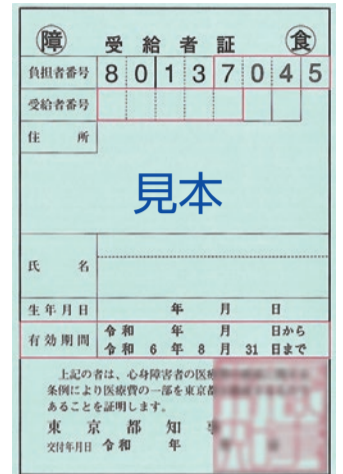 障 受給者証 食
負担者番号 8 0 1 3 7 0 4 5
受給者番号
住所
見本
氏名
生年月日 年 月 日
有効期間 令和 年 月 日から
令和 6 年 8 月 31 日まで
上記の者は、心身障害者の医療
条例により医療費の一部を東京都
あることを証明します。
東京都知事
交付年月日 令和 年